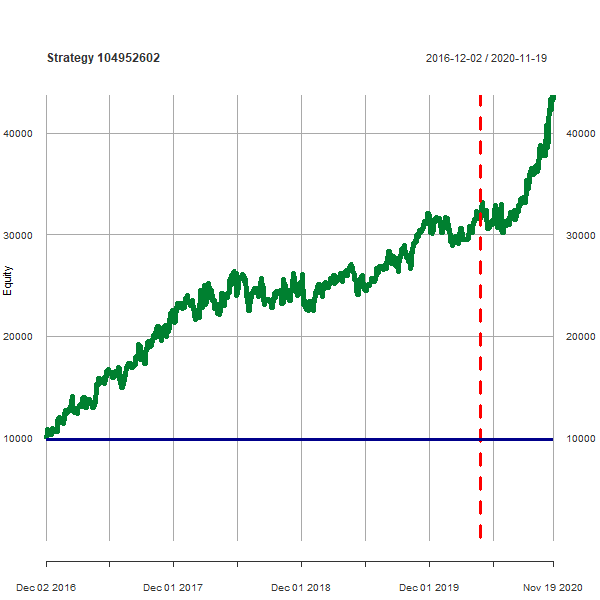 Strategy 104952602
2016-12-02 / 2020-11-19
40000
40000
30000
30000
Equity
20000
20000
10000
10000
Dec 02 2016
Dec 01 2017
Dec 01 2018
Dec 01 2019
Nov 19 2020